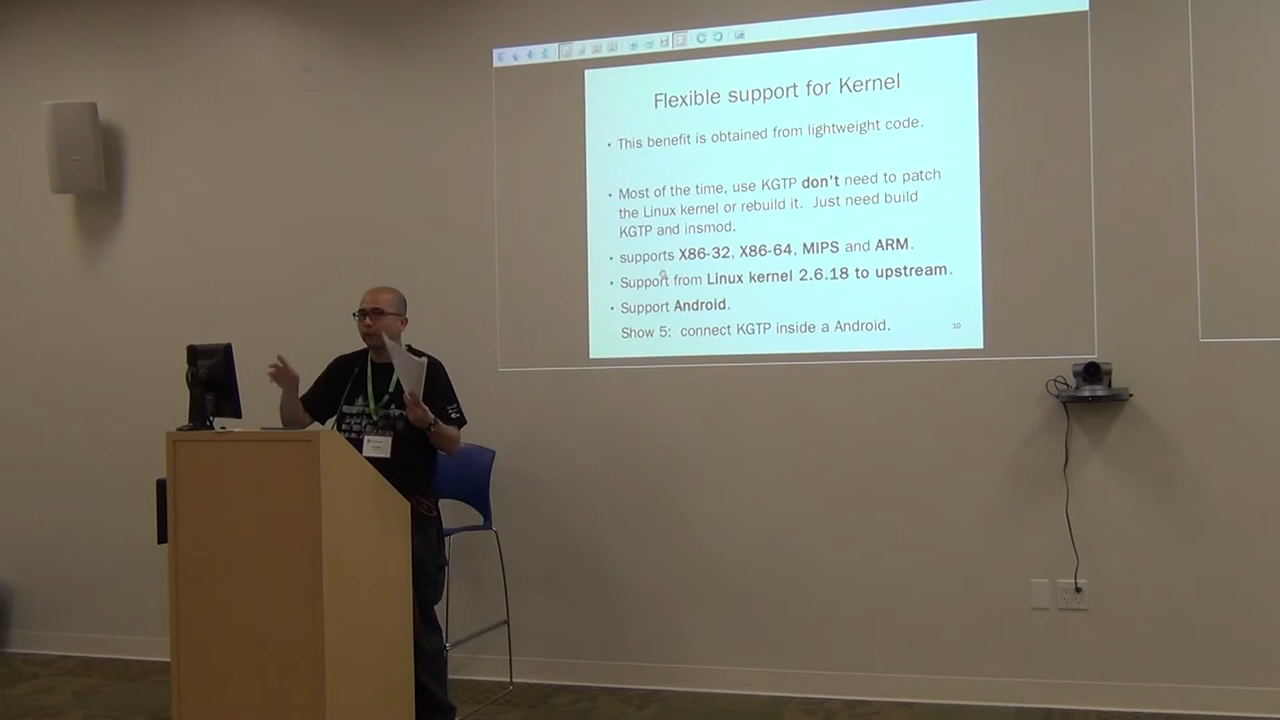 Flexible support for Kernel
• This benefit is obtained from lightweight code.
• Most of the time, use KGTP don't need to patch
the Linux kernel or rebuild it. Just need build
KGTP and insmod.
• supports X86-32, X86-64, MIPS and ARM.
• Support from Linux kernel 2.6.18 to upstream.
• Support Android.
Show 5: connect KGTP inside a Android.
10